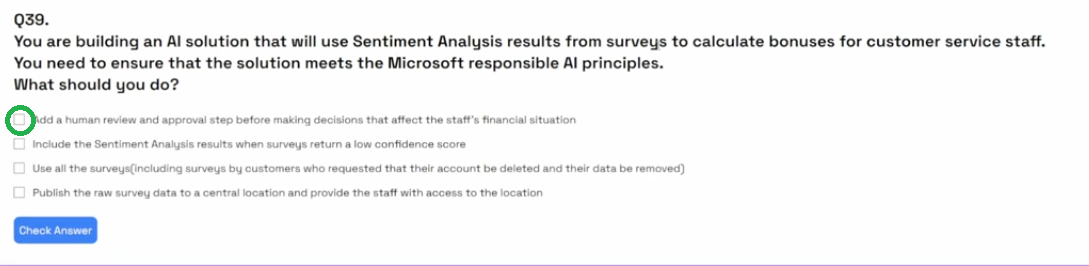 Q39.
You are building an AI solution that will use Sentiment Analysis results from surveys to calculate bonuses for customer service staff.
You need to ensure that the solution meets the Microsoft responsible AI principles.
What should you do?
Add a human review and approval step before making decisions that affect the staff's financial situation
Include the Sentiment Analysis results when surveys return a low confidence score
Use all the surveys(including surveys by customers who requested that their account be deleted and their data be removed)
Publish the raw survey data to a central location and provide the staff with access to the location
Check Answer